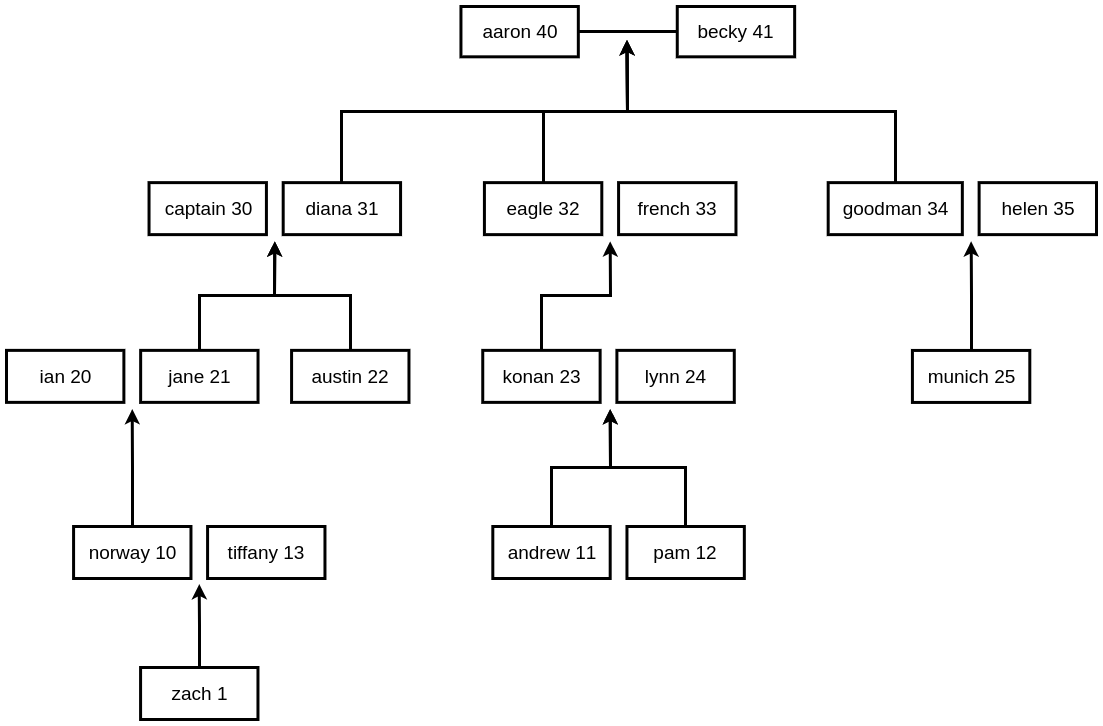 aaron 40
becky 41
captain 30
diana 31
eagle 32
french 33
goodman 34
helen 35
ian 20
jane 21
austin 22
konan 23
lynn 24
munich 25
norway 10
tiffany 13
andrew 11
pam 12
zach 1